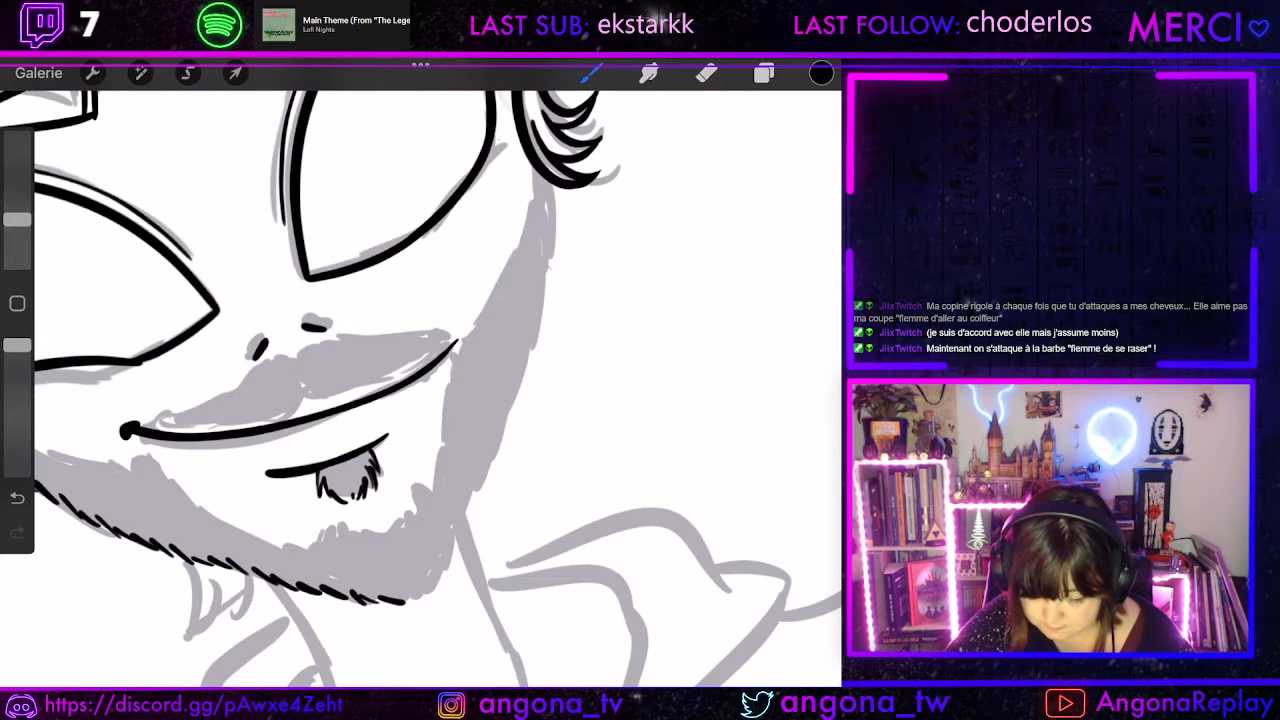 7
Main Theme (From "The Lege
Lofi Nights
LAST SUB: ekstarkk
LAST FOLLOW: choderlos
MERCI
Galerie
JiixTwitch Ma copine rigole à chaque fois que tu d'attaques a mes cheveux... Elle aime pas
ma coupe "flemme d'aller au coiffeur"
JiixTwitch (je suis d'accord avec elle mais j'assume moins)
JiixTwitch Maintenant on s'attaque à la barbe "flemme de se raser" !
https://discord.gg/pAwxe4Zeht
angona_tv
angona_tw
AngonaReplay